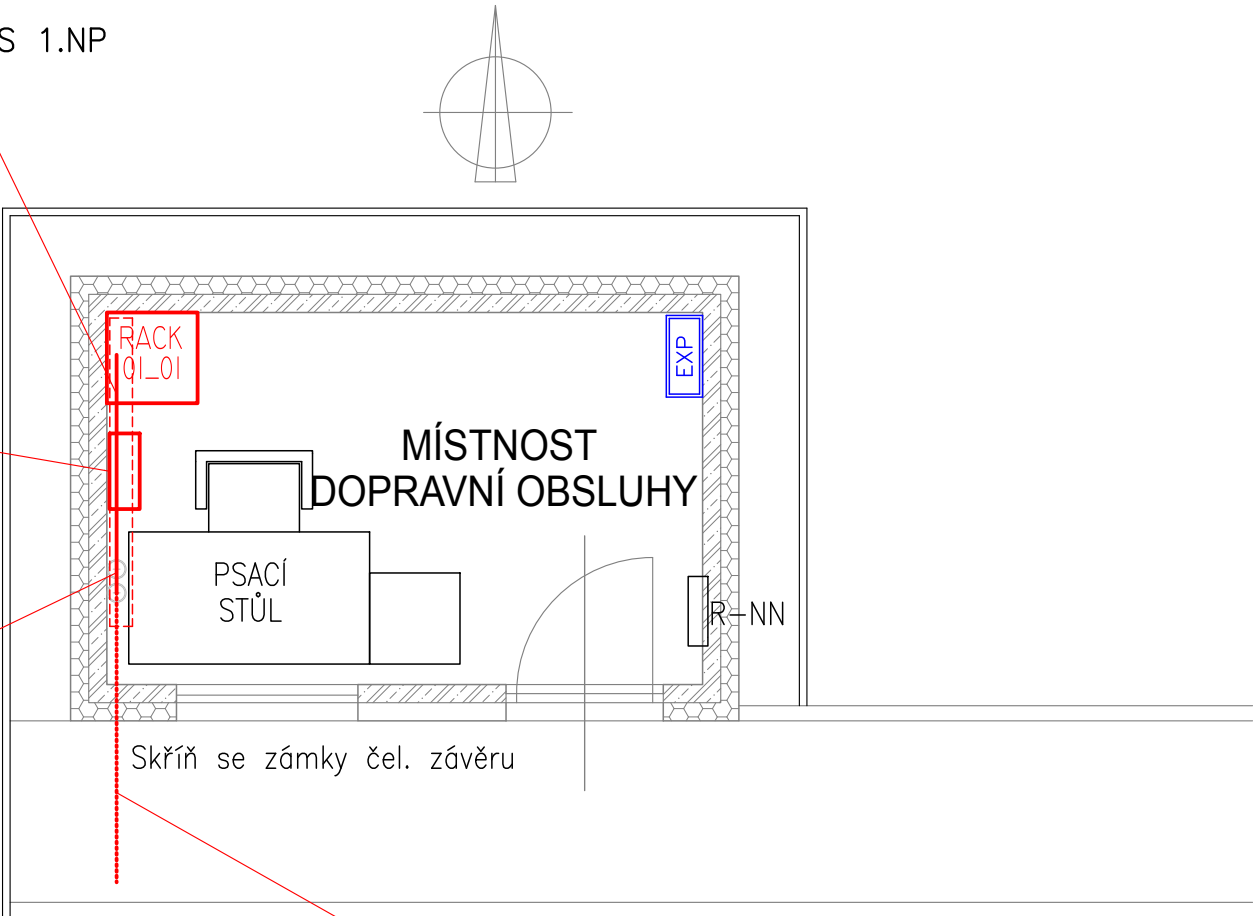 S 1.NP
RACK
01_01
EXP
MÍSTNOST
DOPRAVNÍ OBSLUHY
PSACÍ
STŮL
R-NN
Skříň se zámky čel. závěru